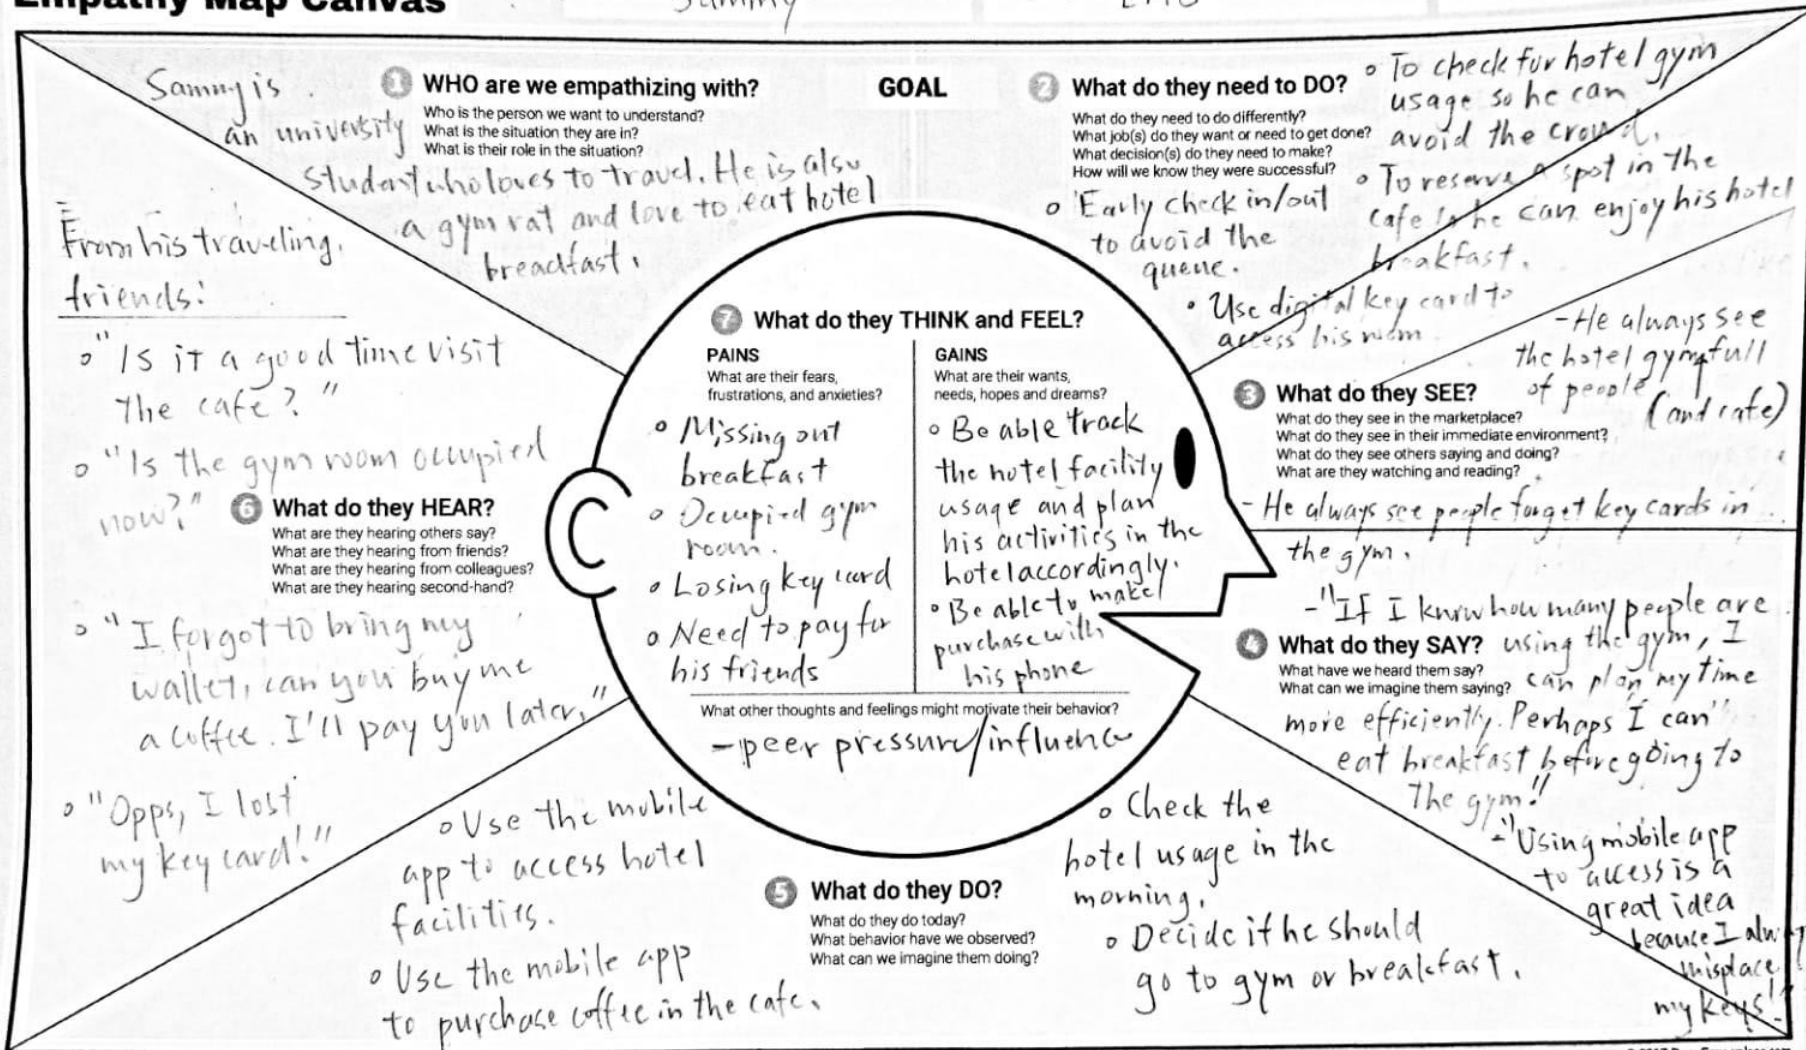 Empathy Map Canvas
Sammy
Sammy is
an university
1 WHO are we empathizing with?
Who is the person we want to understand?
What is the situation they are in?
What is their role in the situation?
student who loves to travel. He is also
a gym rat and love to eat hotel
breadfast.
GOAL
2 What do they need to DO?
What do they need to do differently?
What job(s) do they want or need to get done?
What decision(s) do they need to make?
How will we know they were successful?
To check for hotel gym
usage so he can
avoid the crowd.
To reserve a spot in the
cafe so he can enjoy his hotel
breakfast.
Early check in/out
to avoid the
queue.
Use digital key card to
access his room
3 What do they SEE?
What do they see in the marketplace?
What do they see in their immediate environment?
What do they see others saying and doing?
What are they watching and reading?
- He always see
the hotel gym full
of people
(and cafe)
- He always see people forget key cards in
the gym.
4 What do they SAY?
What have we heard them say?
What can we imagine them saying?
- "If I know how many people are
using the gym, I
can plan my time
more efficiently. Perhaps I can
eat breakfast before going to
the gym!"
- "Using mobile app
to access is a
great idea
because I
misplace
my keys!"
5 What do they DO?
What do they do today?
What behavior have we observed?
What can we imagine them doing?
Use the mobile
app to access hotel
facilities.
Use the mobile app
to purchase coffee in the cafe.
Check the
hotel usage in the
morning.
Decide if he should
go to gym or breakfast.
6 What do they HEAR?
What are they hearing others say?
What are they hearing from friends?
What are they hearing from colleagues?
What are they hearing second-hand?
From his traveling
friends:
"Is it a good time visit
the cafe?"
"Is the gym room occupied
now?"
"I forgot to bring my
wallet, can you buy me
a coffee. I'll pay you later."
"Opps, I lost
my key card!"
7 What do they THINK and FEEL?
PAINS
What are their fears,
frustrations, and anxieties?
Missing out
breakfast
Occupied gym
room.
Losing key card
Need to pay for
his friends
GAINS
What are their wants,
needs, hopes and dreams?
Be able track
the hotel facility
usage and plan
his activities in the
hotel accordingly.
Be able to make
purchase with
his phone
What other thoughts and feelings might motivate their behavior?
- peer pressure/influence